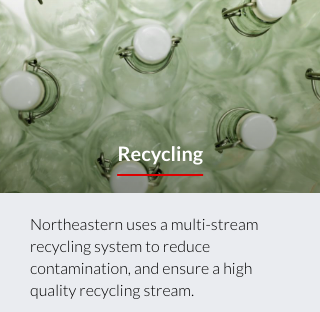 Recycling
Northeastern uses a multi-stream
recycling system to reduce
contamination, and ensure a high
quality recycling stream.